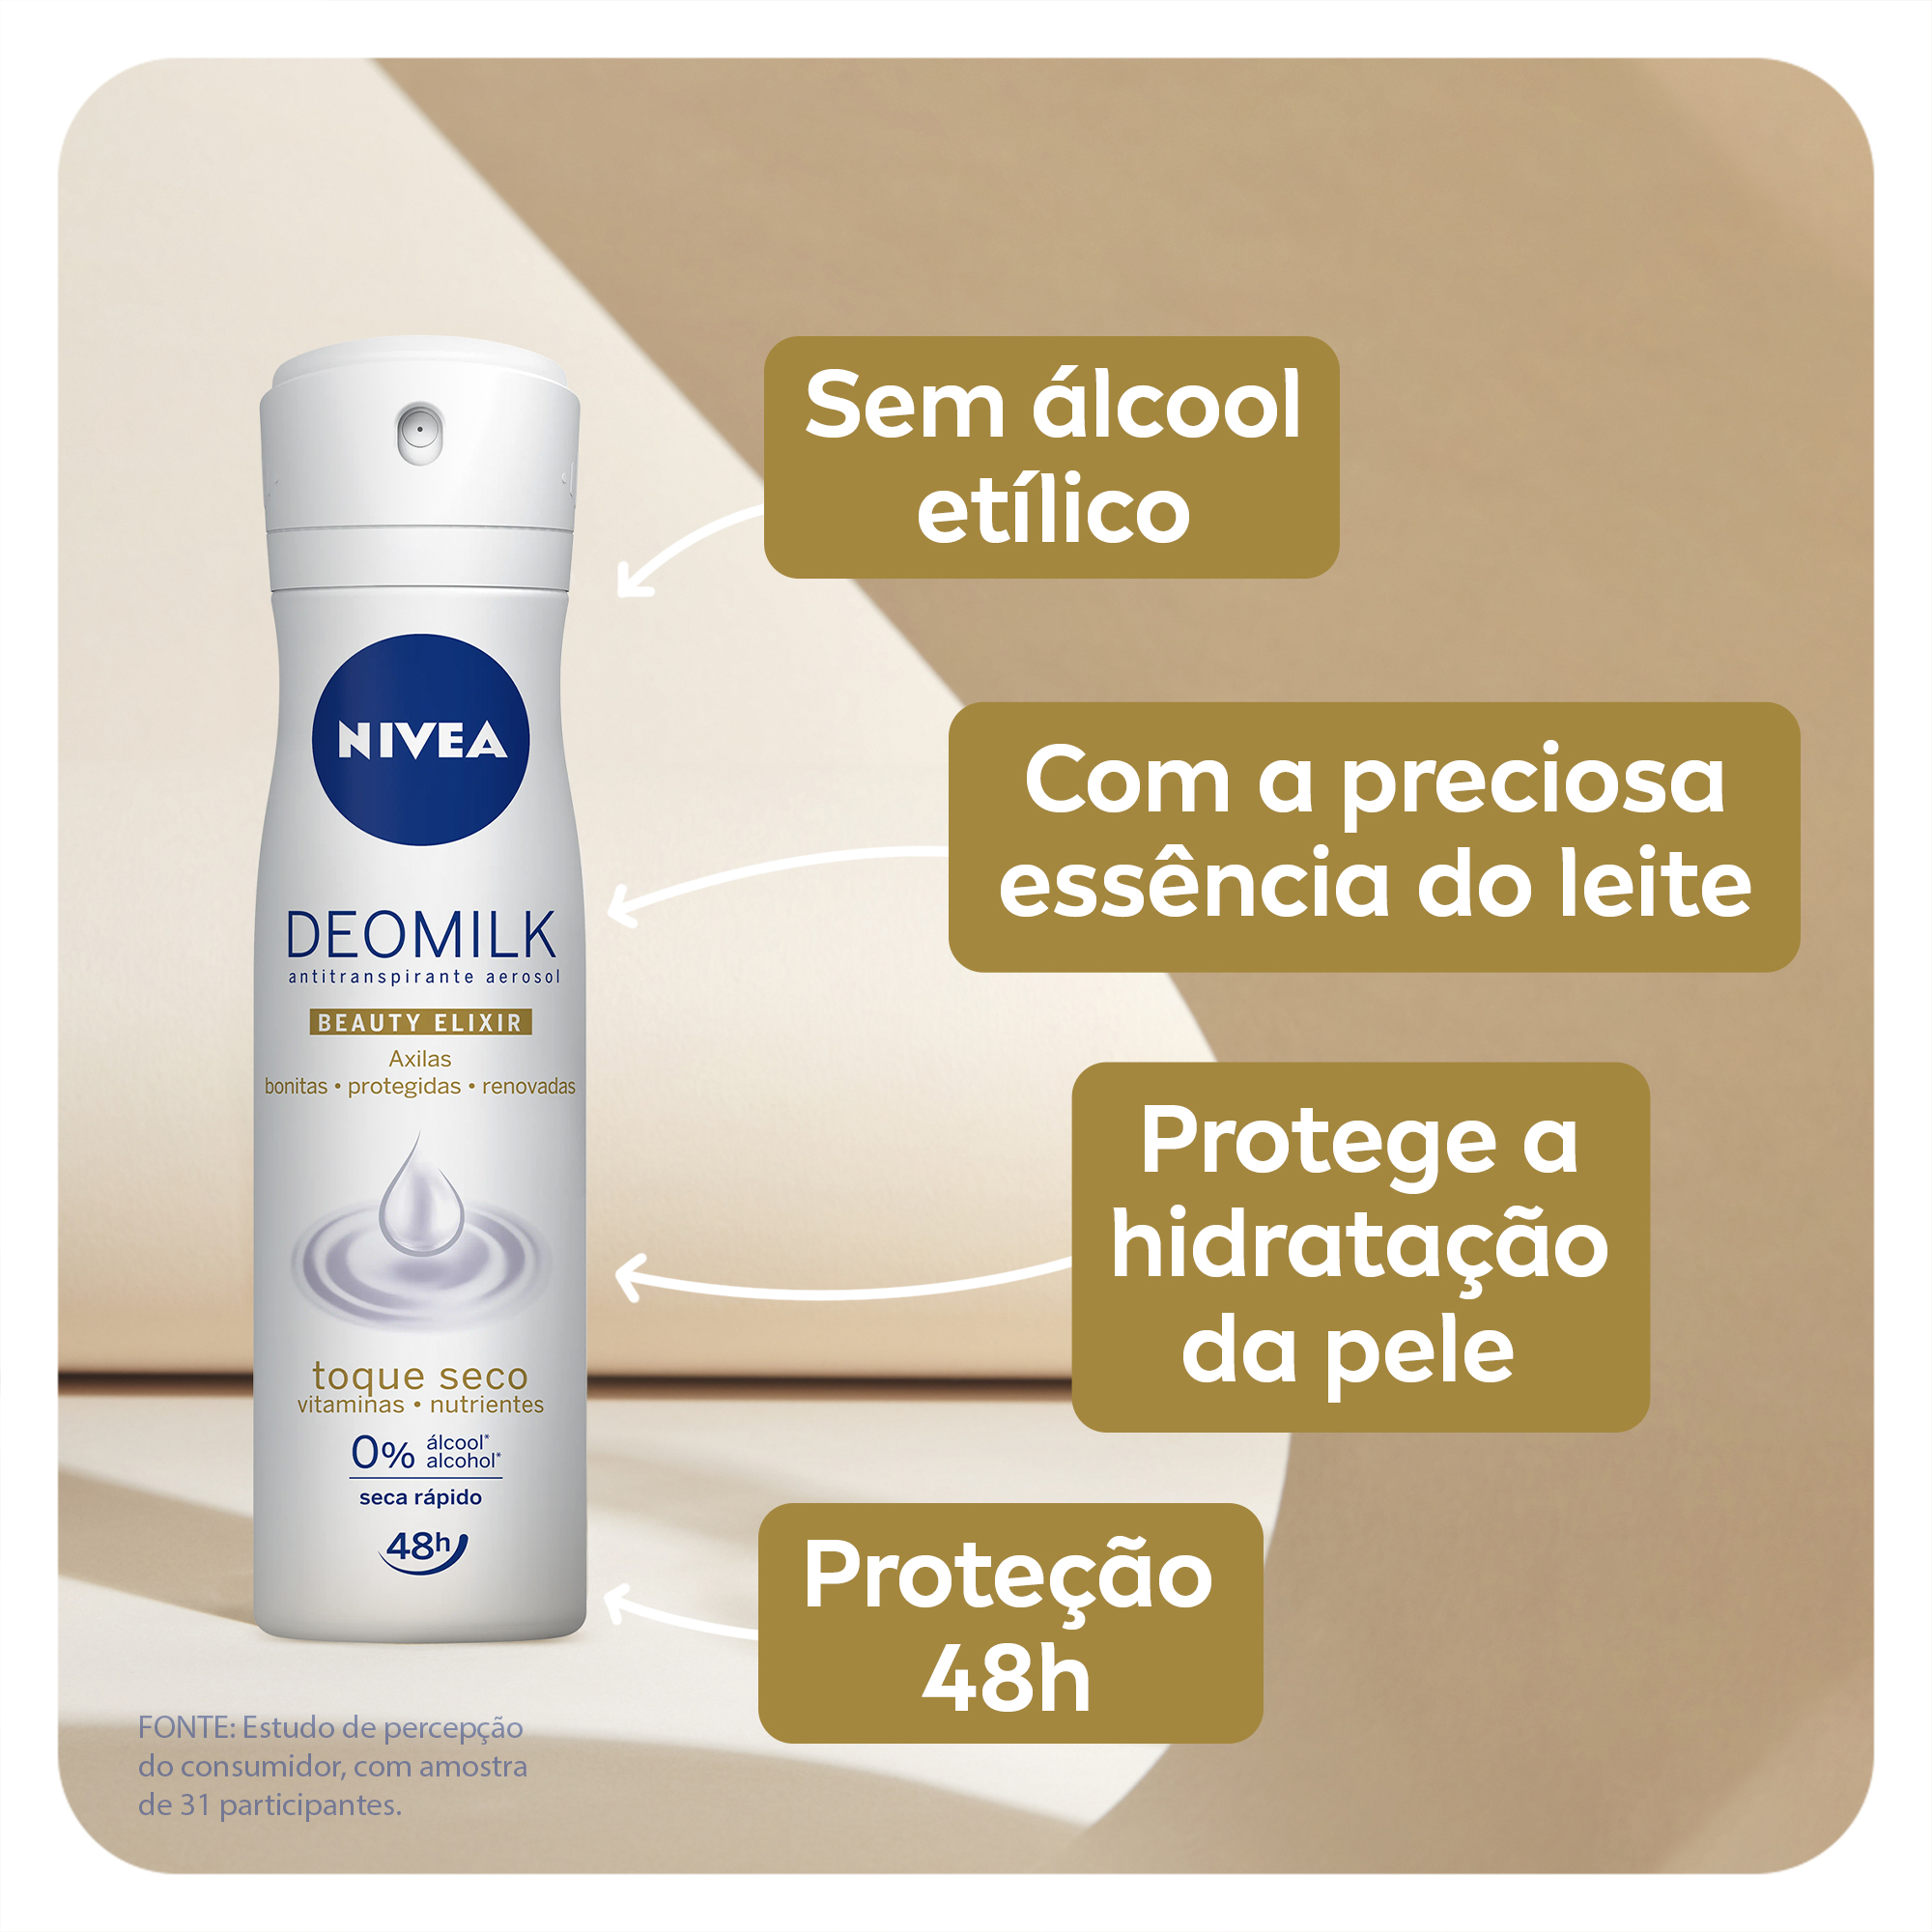 Sem álcool
etílico
NIVEA
Com a preciosa
essência do leite
DEOMILK
antitranspirante aerosol
BEAUTY ELIXIR
Axilas
bonitas • protegidas • renovadas
Protege a
hidratação
da pele
toque seco
vitaminas • nutrientes
0% álcool*
alcohol*
seca rápido
48h
Proteção
48h
FONTE: Estudo de percepção
do consumidor, com amostra
de 31 participantes.